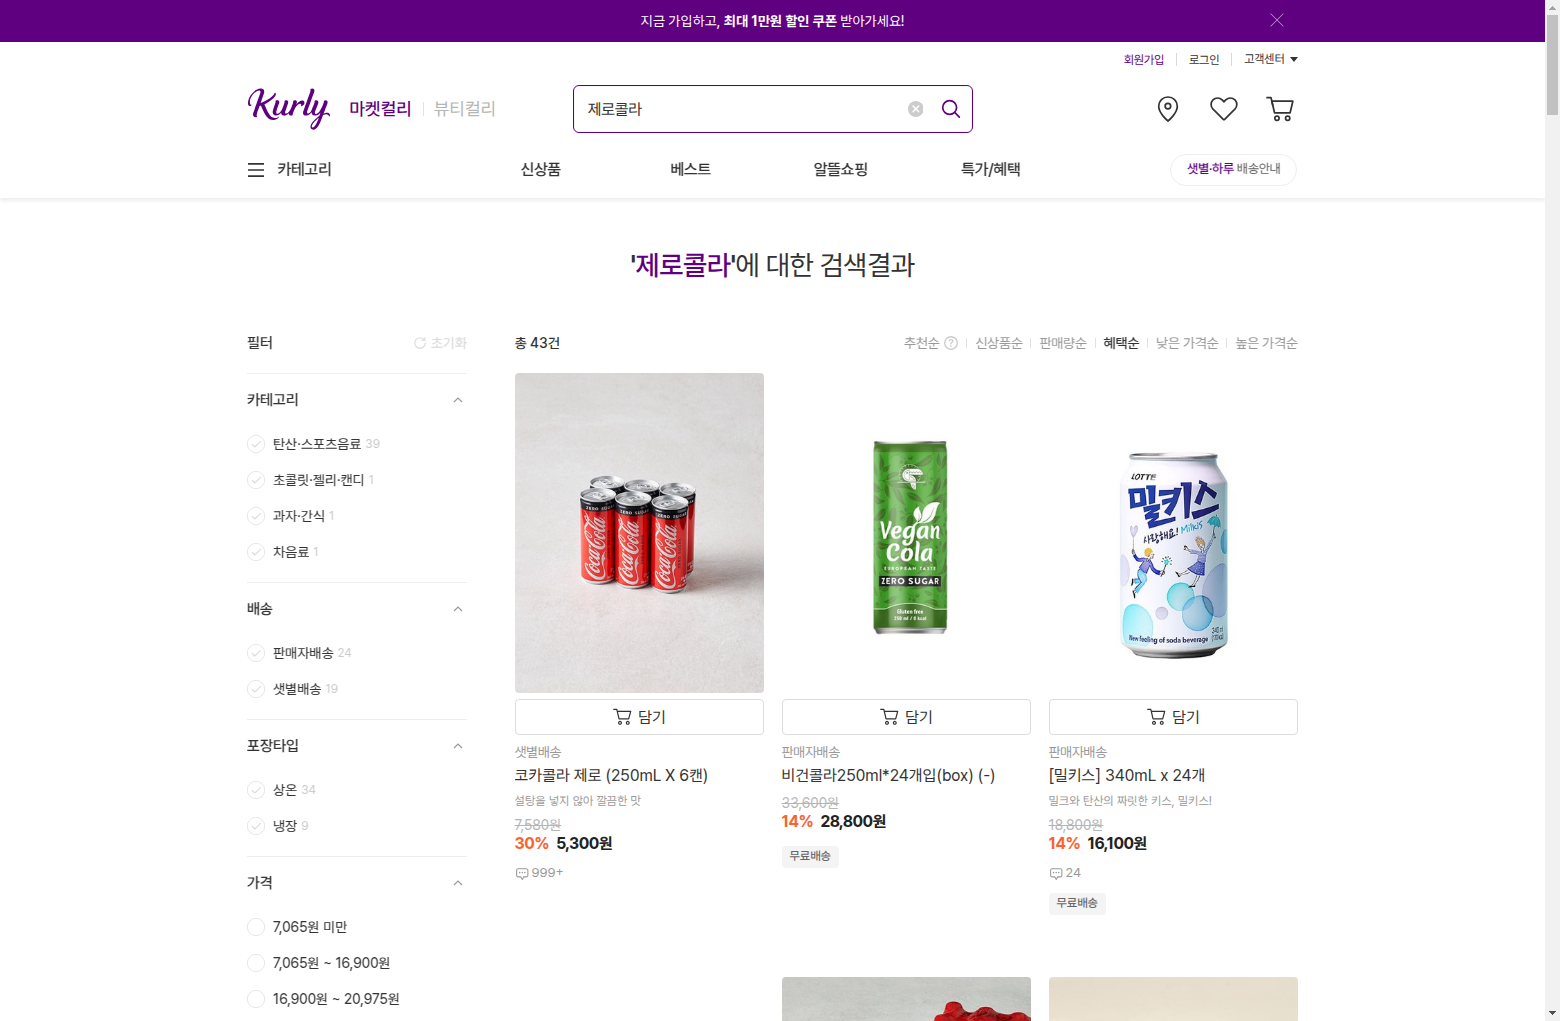 지금 가입하고, 최대 1만원 할인 쿠폰 받아가세요!
회원가입
로그인
고객센터
Kurly
마켓컬리
뷰티컬리
제로콜라
카테고리
신상품
베스트
알뜰쇼핑
특가/혜택
샛별·하루 배송안내
'제로콜라'에 대한 검색결과
필터
초기화
총 43건
추천순
신상품순
판매량순
혜택순
낮은 가격순
높은 가격순
카테고리
탄산·스포츠음료 39
초콜릿·젤리·캔디 1
과자·간식 1
차음료 1
배송
판매자배송 24
샛별배송 19
포장타입
상온 34
냉장 9
가격
7,065원 미만
7,065원 ~ 16,900원
16,900원 ~ 20,975원
ZERO SUGAR
Coca-Cola
Coca-Cola
Coca-Cola
담기
샛별배송
코카콜라 제로 (250mL X 6캔)
설탕을 넣지 않아 깔끔한 맛
7,580원
30% 5,300원
999+
Vegan
Cola
EUROPEAN TASTE
ZERO SUGAR
Gluten free
담기
판매자배송
비건콜라250ml*24개입(box) (-)
33,600원
14% 28,800원
무료배송
LOTTE
밀키스
사랑해요! Milkis
New feeling of soda beverage
담기
판매자배송
[밀키스] 340mL x 24개
밀크와 탄산의 짜릿한 키스, 밀키스!
18,800원
14% 16,100원
24
무료배송